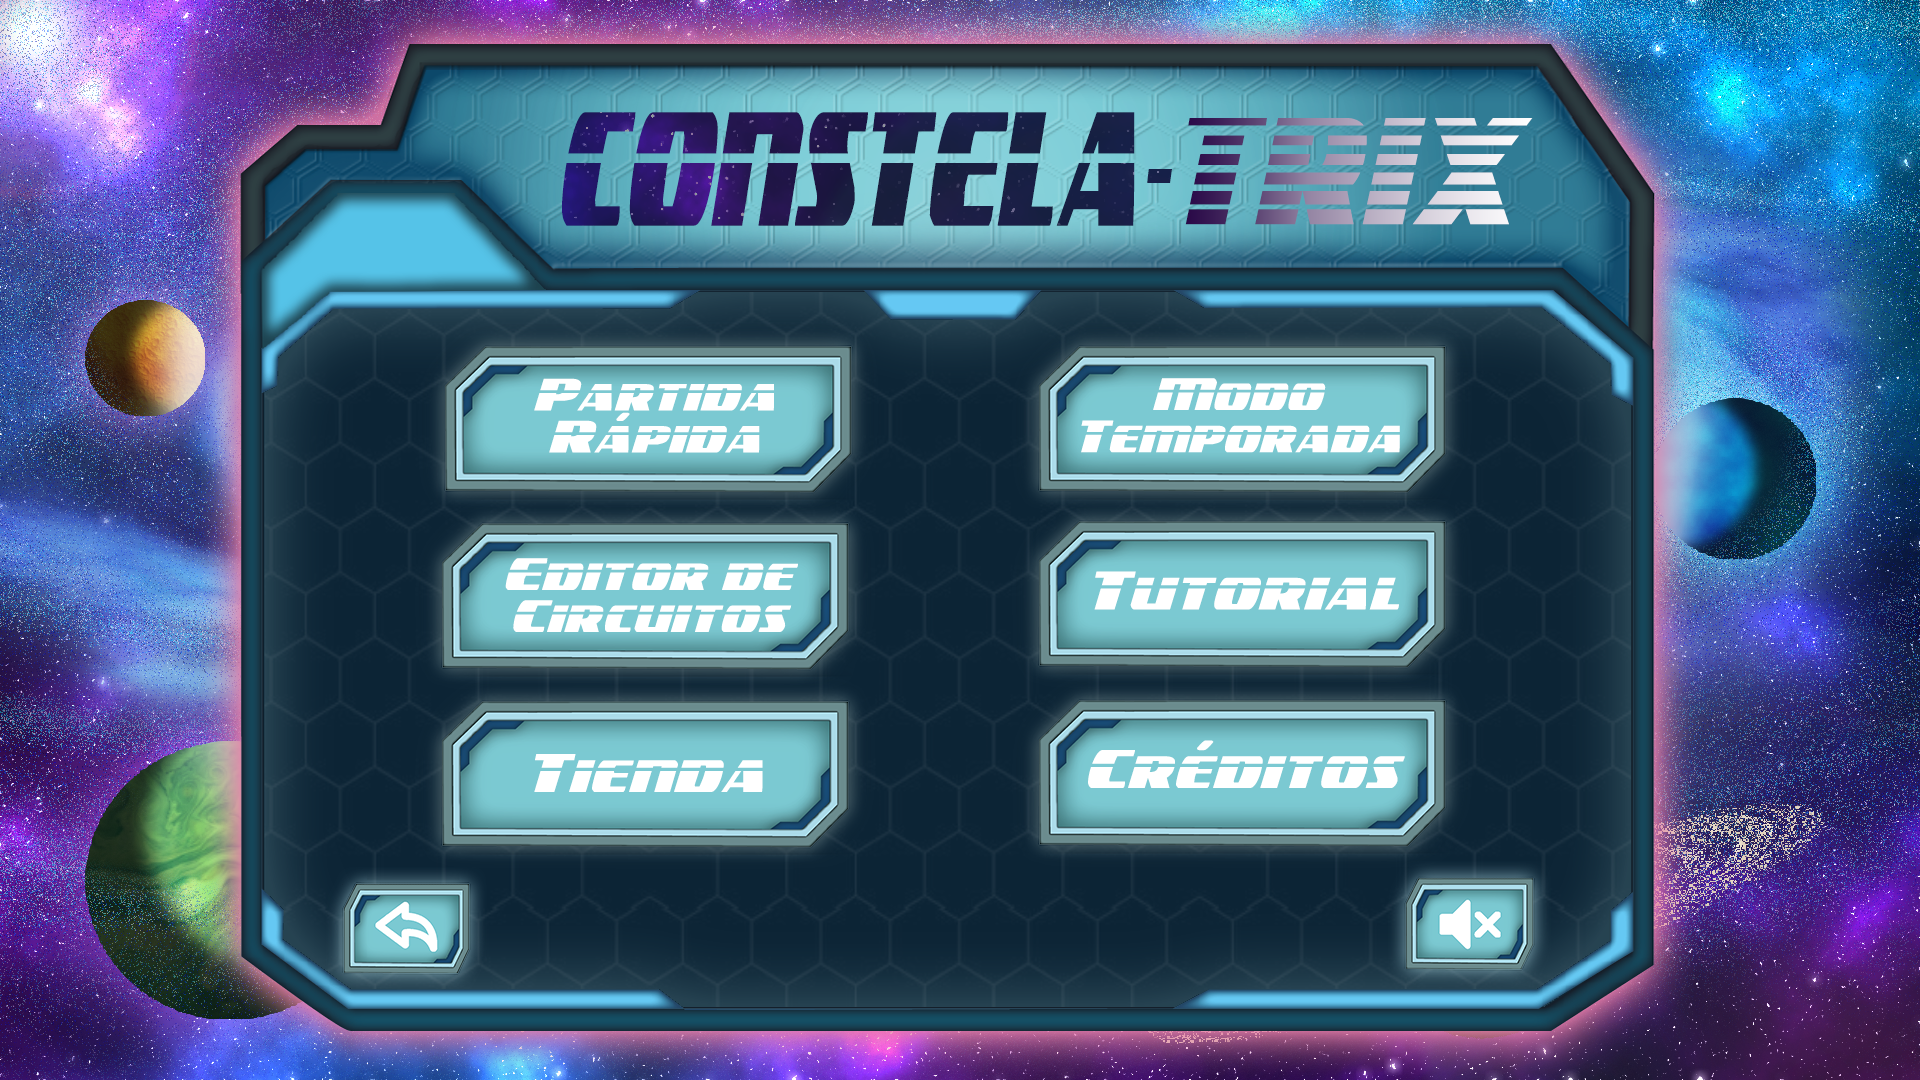 CONSTELA-TRIX
PARTIDA
RÁPIDA
MODO
TEMPORADA
EDITOR DE
CIRCUITOS
TUTORIAL
TIENDA
CRÉDITOS